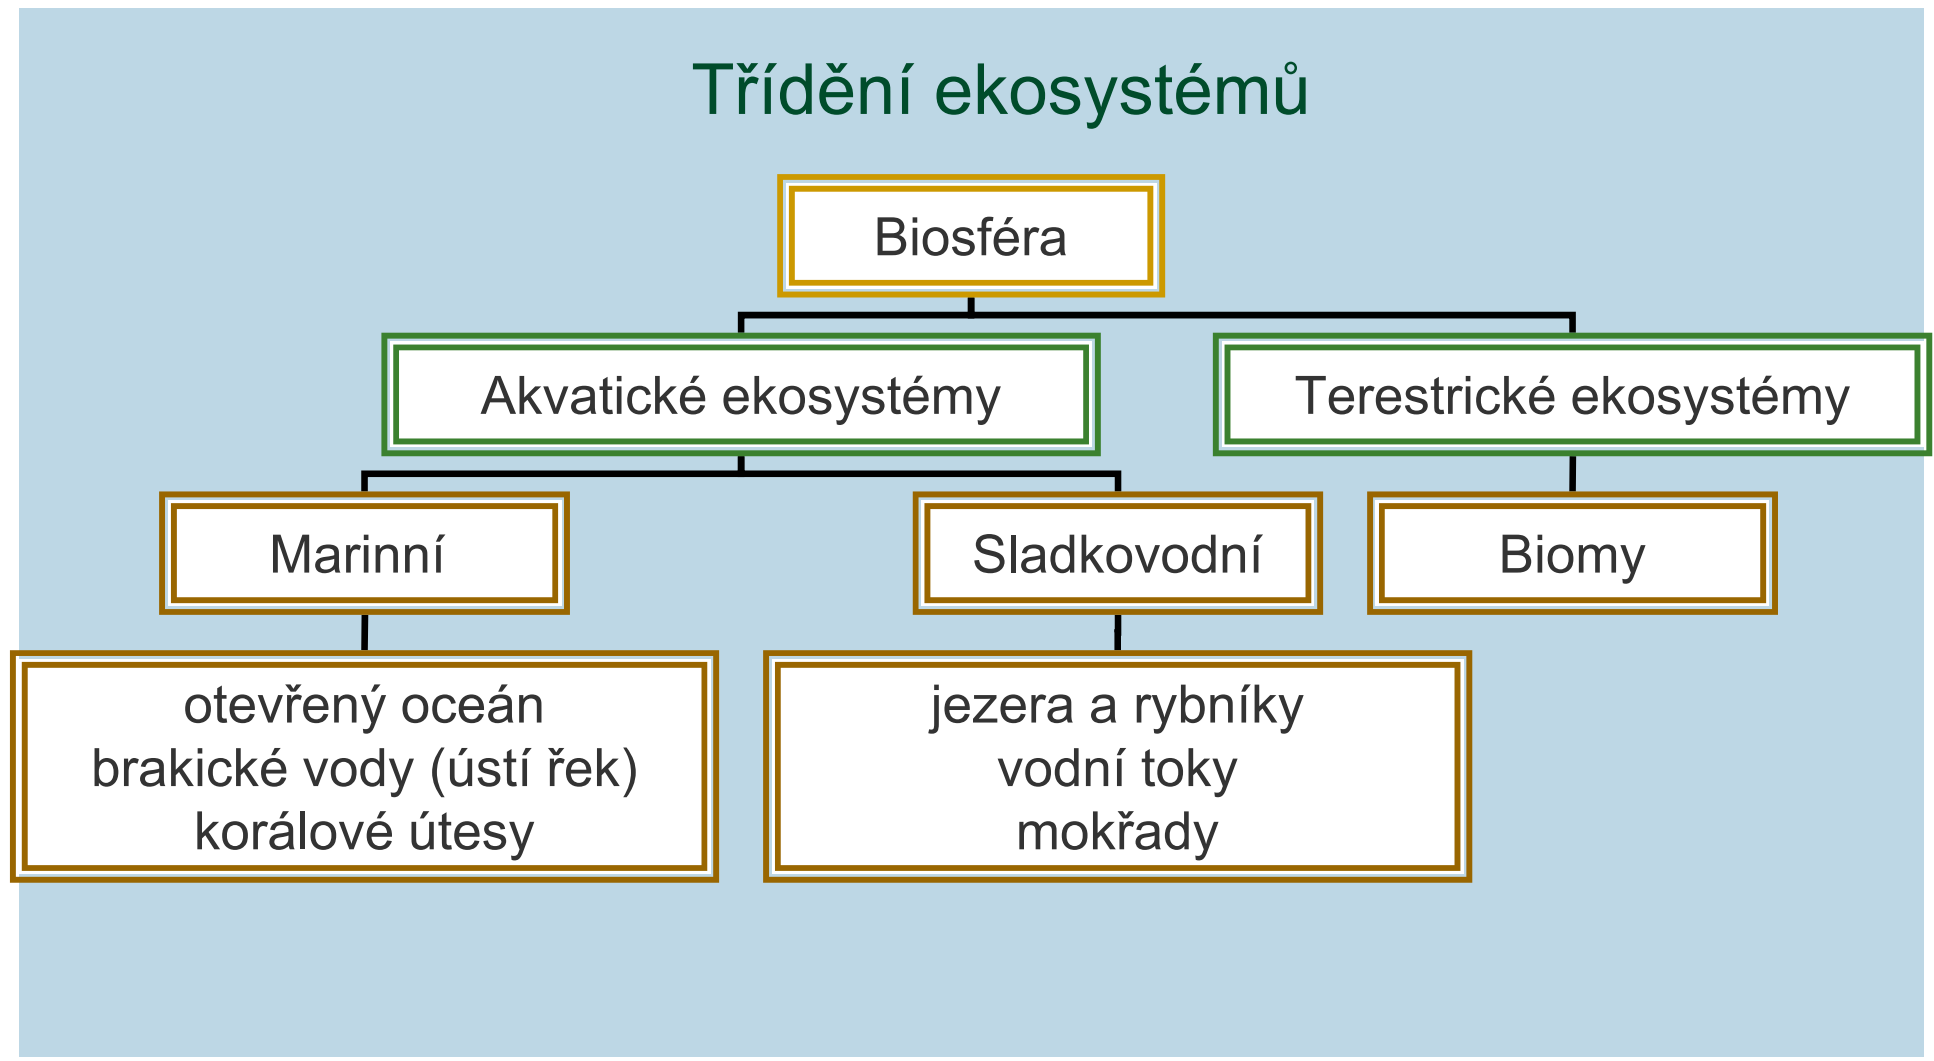 Třídění ekosystémů
Biosféra
Akvatické ekosystémy
Terestrické ekosystémy
Marinní
Sladkovodní
Biomy
otevřený oceán
brakické vody (ústí řek)
korálové útesy
jezera a rybníky
vodní toky
mokřady